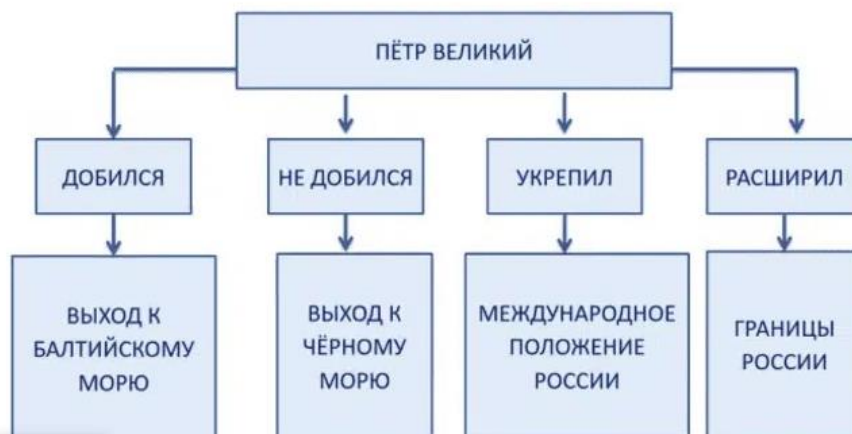 ПЁТР ВЕЛИКИЙ
ДОБИЛСЯ
НЕ ДОБИЛСЯ
УКРЕПИЛ
РАСШИРИЛ
ВЫХОД К
БАЛТИЙСКОМУ
МОРЮ
ВЫХОД К
ЧЁРНОМУ
МОРЮ
МЕЖДУНАРОДНОЕ
ПОЛОЖЕНИЕ
РОССИИ
ГРАНИЦЫ
РОССИИ